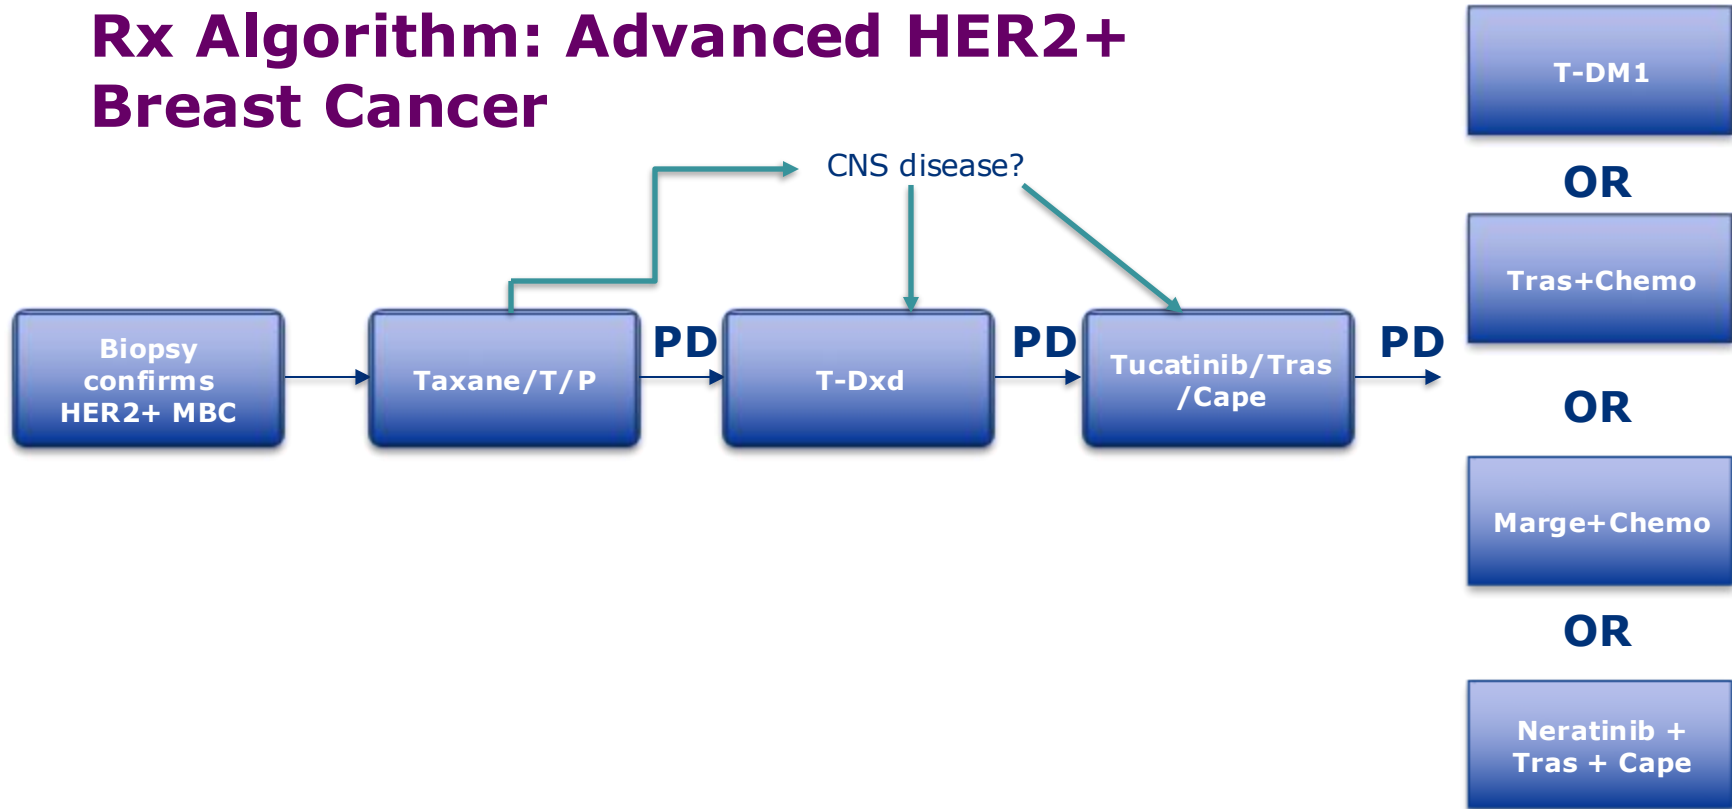 Rx Algorithm: Advanced HER2+
Breast Cancer
CNS disease?
Biopsy
confirms
HER2+ MBC
Taxane/T/P
PD
T-Dxd
PD
Tucatinib/Tras
/Cape
PD
T-DM1
OR
Tras+Chemo
OR
Marge+Chemo
OR
Neratinib +
Tras + Cape